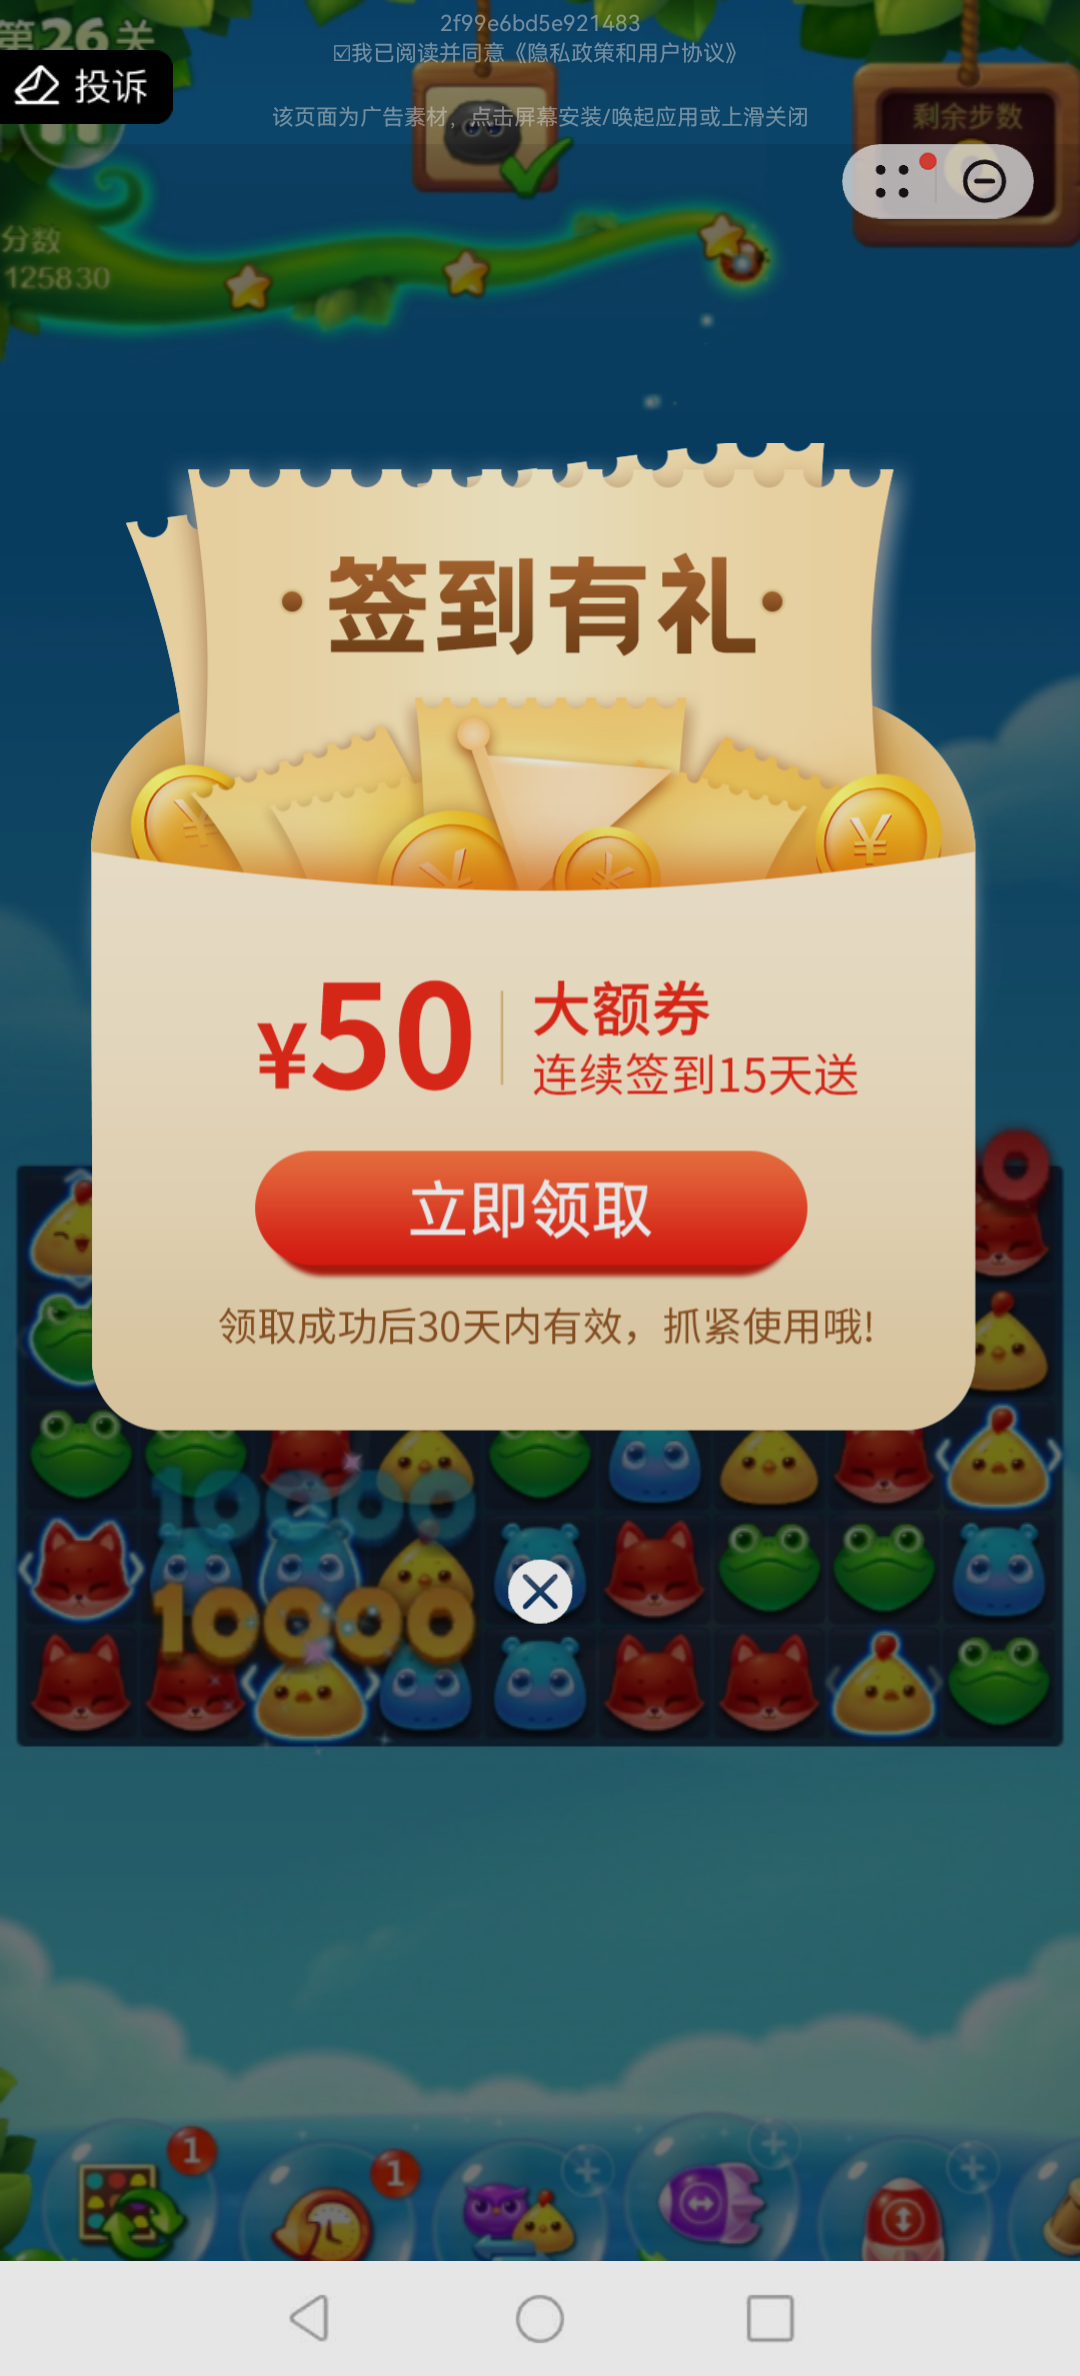 2f99e6bd5e921483
☑我已阅读并同意《隐私政策和用户协议》
该页面为广告素材，点击屏幕安装/唤起应用或上滑关闭
第26关
投诉
剩余步数
分数
125830
签到有礼
¥50
大额券
连续签到15天送
立即领取
领取成功后30天内有效，抓紧使用哦!
0
10000
10000
1
1